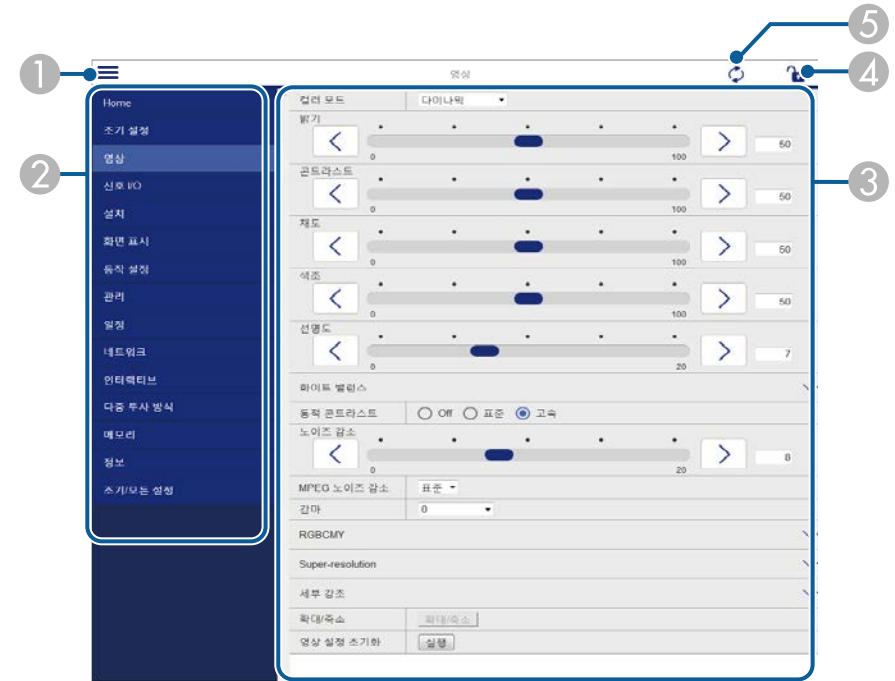 5
1
영상
4
2
3
Home
초기 설정
영상
신호 I/O
설치
화면 표시
동작 설정
관리
일정
네트워크
인터랙티브
다중 투사 방식
메모리
정보
초기/모든 설정
컬러 모드 다이나믹
밝기
0 100 50
콘트라스트
0 100 50
채도
0 100 50
색조
0 100 50
선명도
0 20 7
화이트 밸런스
동적 콘트라스트 Off 표준 고속
노이즈 감소
0 20 8
MPEG 노이즈 감소 표준
감마 0
RGBCMY
Super-resolution
세부 강조
확대/축소 확대/축소
영상 설정 초기화 실행